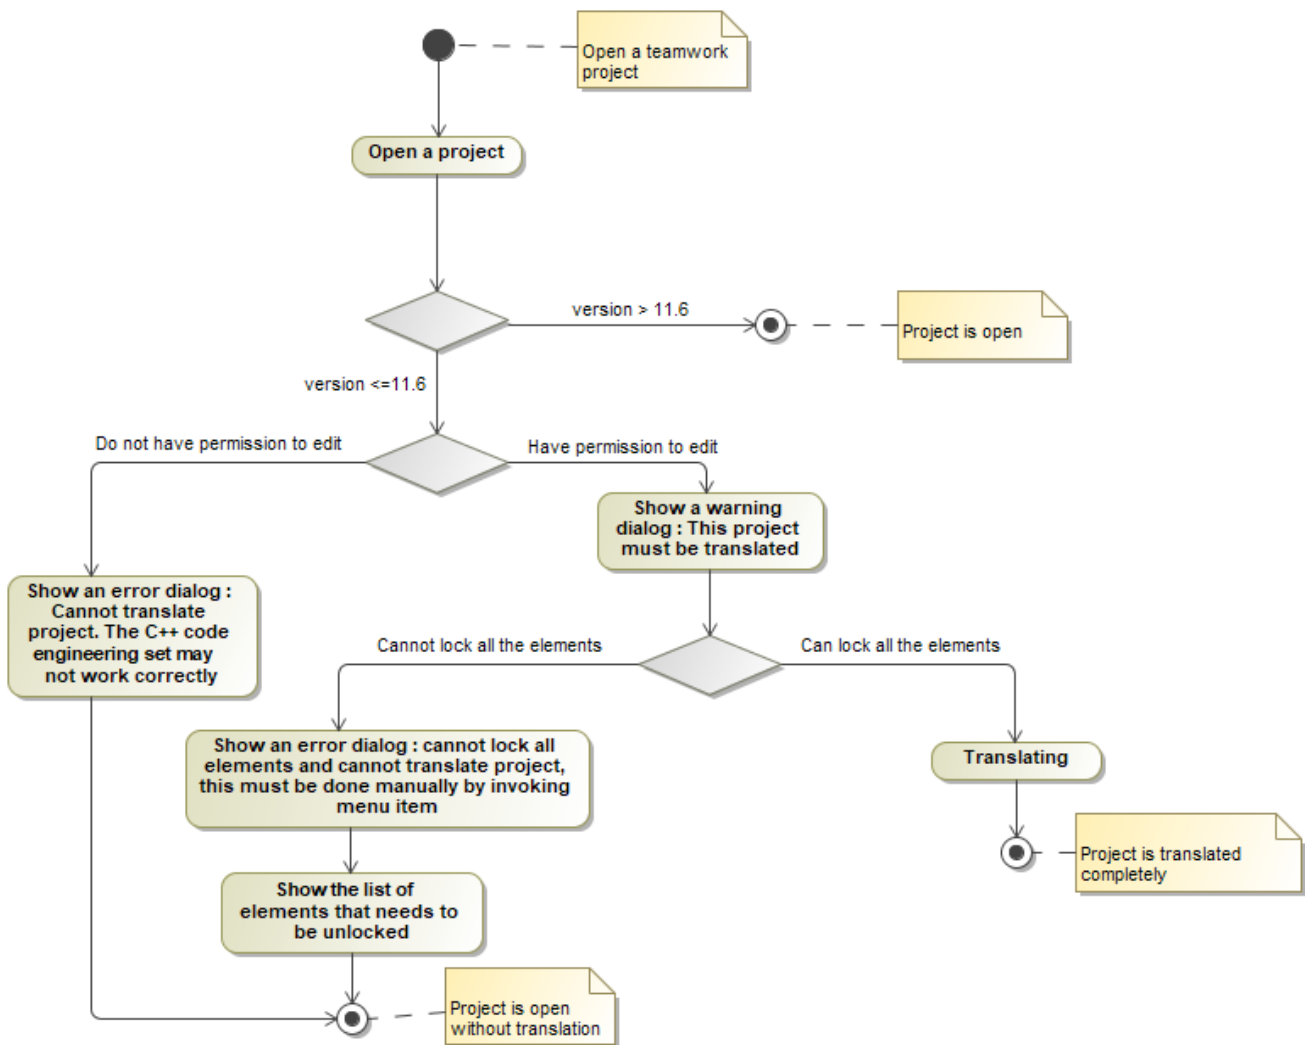 Open a teamwork
project
Open a project
version > 11.6
Project is open
version <=11.6
Do not have permission to edit
Have permission to edit
Show a warning
dialog : This project
must be translated
Show an error dialog :
Cannot translate
project. The C++ code
engineering set may
not work correctly
Cannot lock all the elements
Can lock all the elements
Show an error dialog : cannot lock all
elements and cannot translate project,
this must be done manually by invoking
menu item
Translating
Project is translated
completely
Show the list of
elements that needs to
be unlocked
Project is open
without translation